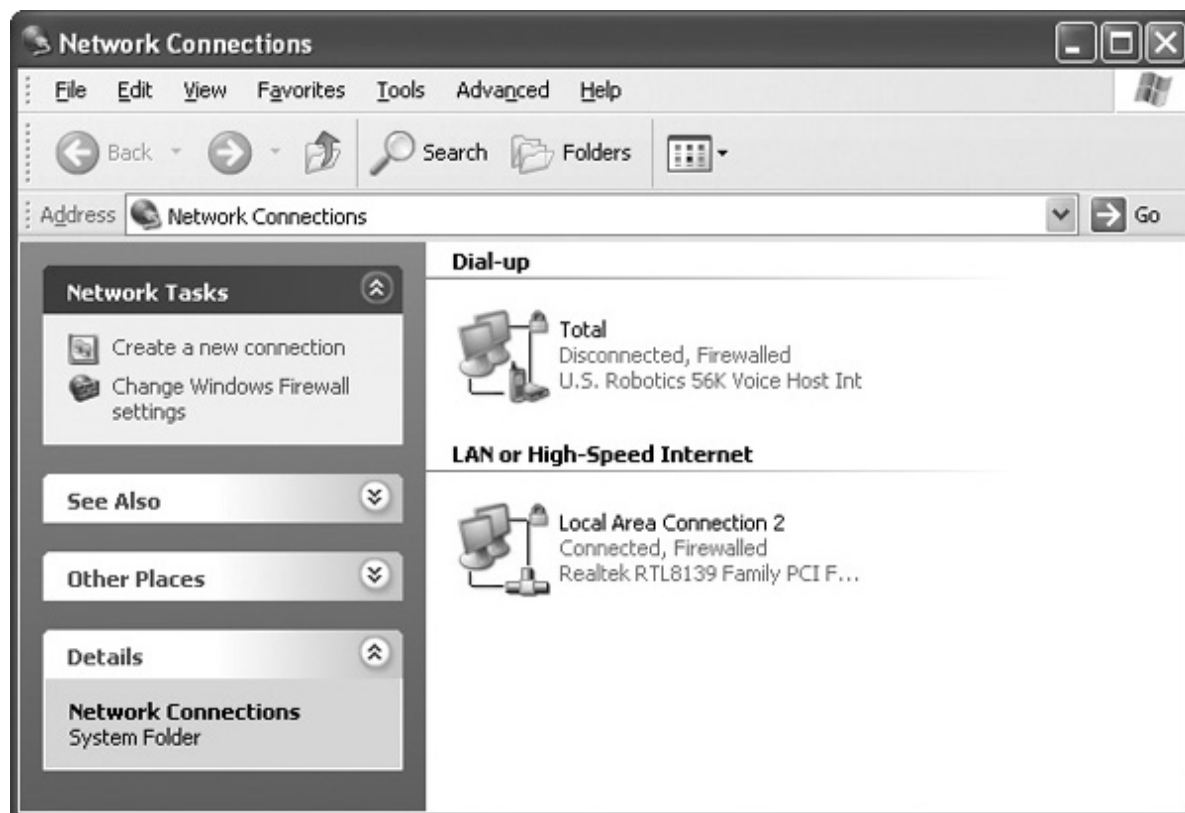 Network Connections
File Edit View Favorites Tools Advanced Help
Back Search Folders
Address Network Connections Go
Network Tasks
Create a new connection
Change Windows Firewall
settings
See Also
Other Places
Details
Network Connections
System Folder
Dial-up
Total
Disconnected, Firewalled
U.S. Robotics 56K Voice Host Int
LAN or High-Speed Internet
Local Area Connection 2
Connected, Firewalled
Realtek RTL8139 Family PCI F...